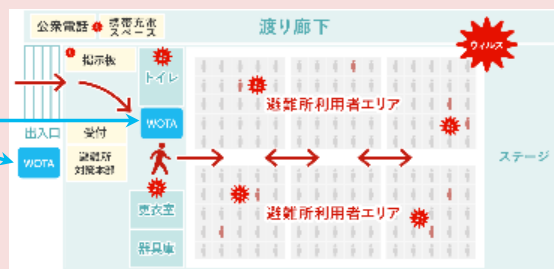 公衆電話
携帯充電
スペース
渡り廊下
ウィルス
掲示板
トイレ
WOTA
避難所利用者エリア
出入口
受付
WOTA
避難所
対策本部
ステージ
更衣室
避難所利用者エリア
器具庫